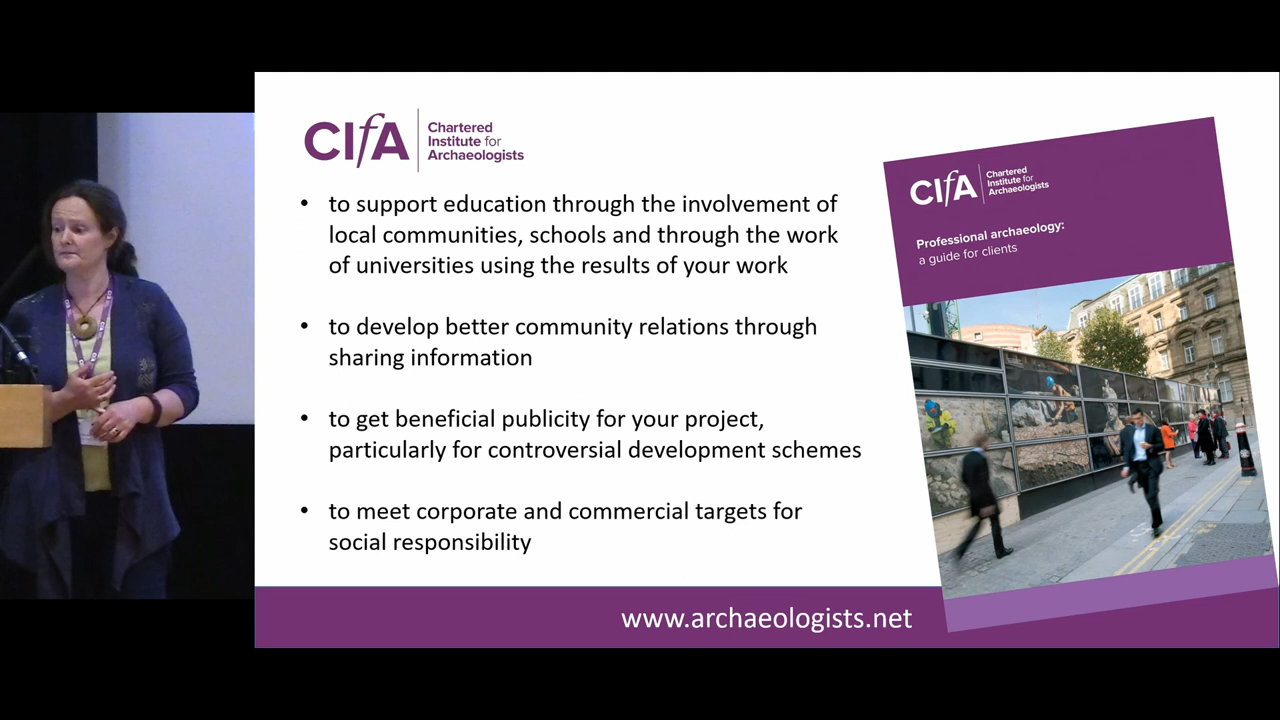 CIfA
Chartered
Institute for
Archaeologists
• to support education through the involvement of
local communities, schools and through the work
of universities using the results of your work
• to develop better community relations through
sharing information
• to get beneficial publicity for your project,
particularly for controversial development schemes
• to meet corporate and commercial targets for
social responsibility
www.archaeologists.net
CIfA
Chartered
Institute for
Archaeologists
Professional archaeology:
a guide for clients